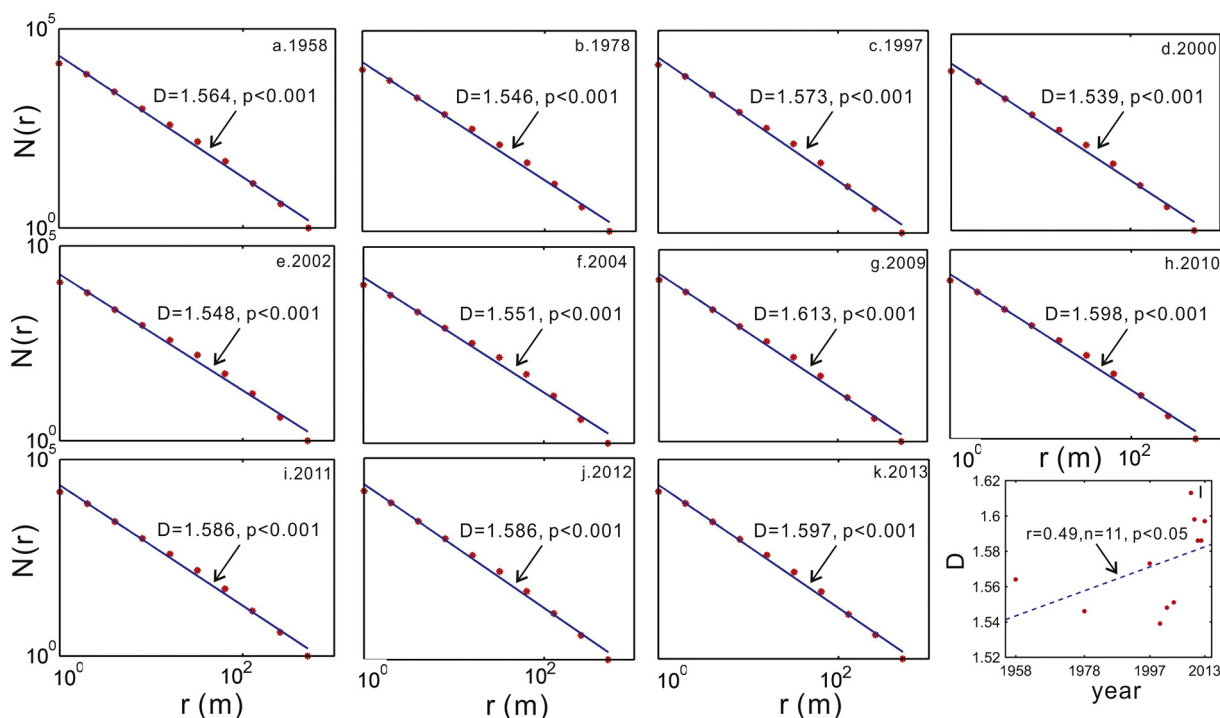 10^5
N(r)
10^0
a.1958
D=1.564, p<0.001
b.1978
D=1.546, p<0.001
c.1997
D=1.573, p<0.001
d.2000
D=1.539, p<0.001
10^5
N(r)
10^0
e.2002
D=1.548, p<0.001
f.2004
D=1.551, p<0.001
g.2009
D=1.613, p<0.001
h.2010
D=1.598, p<0.001
10^0
10^2
r (m)
10^5
N(r)
10^0
i.2011
D=1.586, p<0.001
10^0
10^2
r (m)
j.2012
D=1.586, p<0.001
10^0
10^2
r (m)
k.2013
D=1.597, p<0.001
10^0
10^2
r (m)
l
r=0.49,n=11, p<0.05
D
1.62
1.6
1.58
1.56
1.54
1.52
1958
1978
1997
2013
year